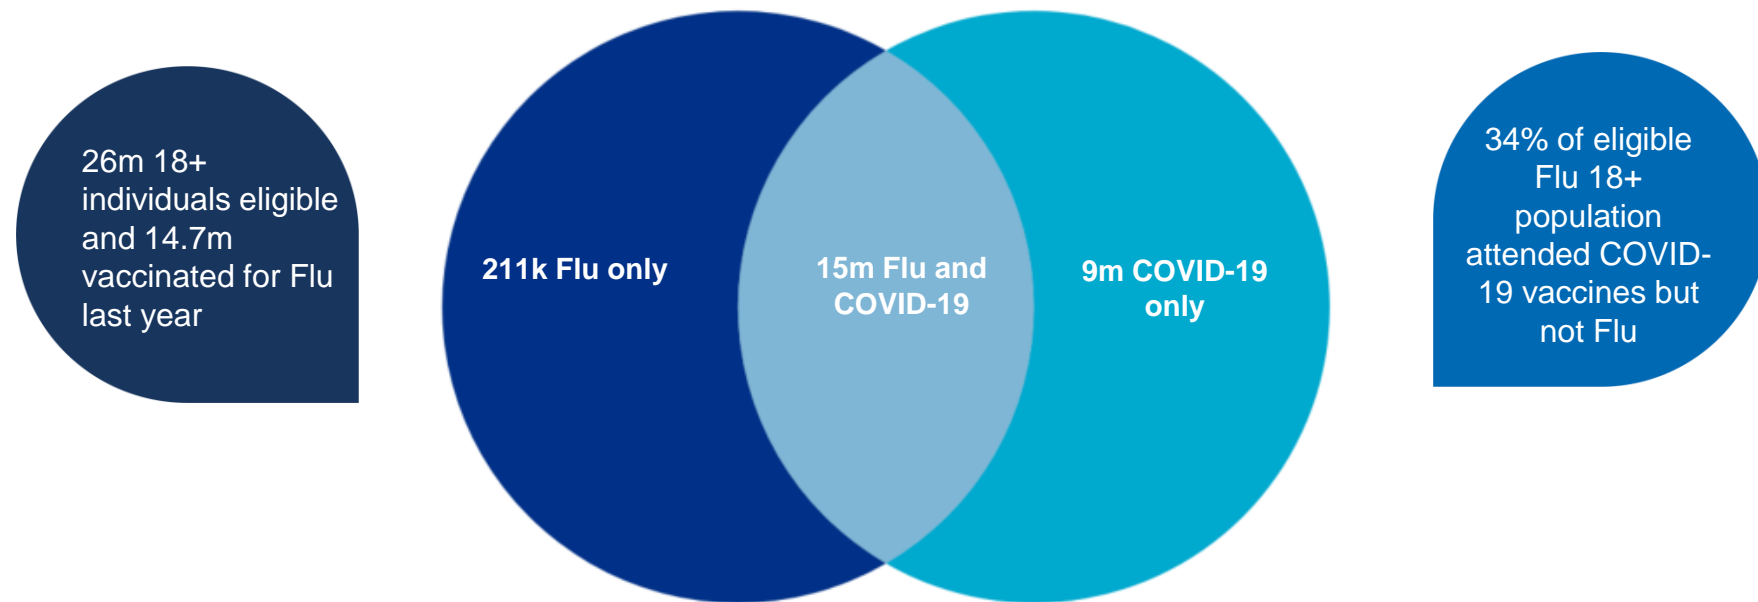 26m 18+
individuals eligible
and 14.7m
vaccinated for Flu
last year
211k Flu only
15m Flu and
COVID-19
9m COVID-19
only
34% of eligible
Flu 18+
population
attended COVID-
19 vaccines but
not Flu